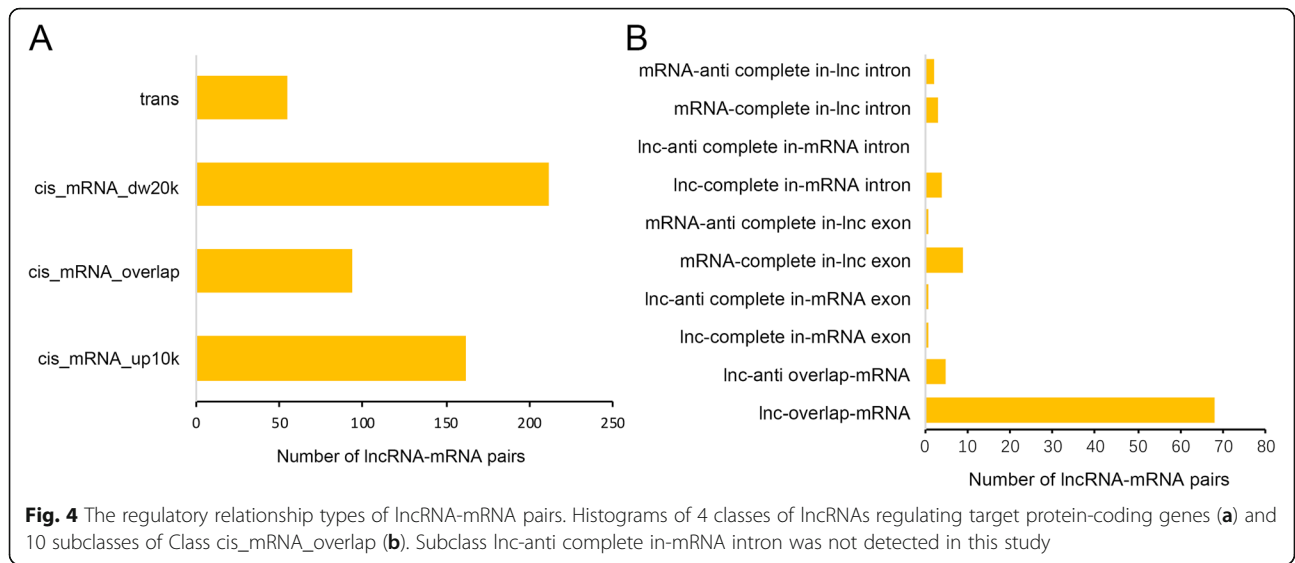 A
trans
cis_mRNA_dw20k
cis_mRNA_overlap
cis_mRNA_up10k
0 50 100 150 200 250
Number of lncRNA-mRNA pairs
B
mRNA-anti complete in-lnc intron
mRNA-complete in-lnc intron
lnc-anti complete in-mRNA intron
lnc-complete in-mRNA intron
mRNA-anti complete in-lnc exon
mRNA-complete in-lnc exon
lnc-anti complete in-mRNA exon
lnc-complete in-mRNA exon
lnc-anti overlap-mRNA
lnc-overlap-mRNA
0 10 20 30 40 50 60 70 80
Number of lncRNA-mRNA pairs
Fig. 4 The regulatory relationship types of lncRNA-mRNA pairs. Histograms of 4 classes of lncRNAs regulating target protein-coding genes (a) and
10 subclasses of Class cis_mRNA_overlap (b). Subclass lnc-anti complete in-mRNA intron was not detected in this study